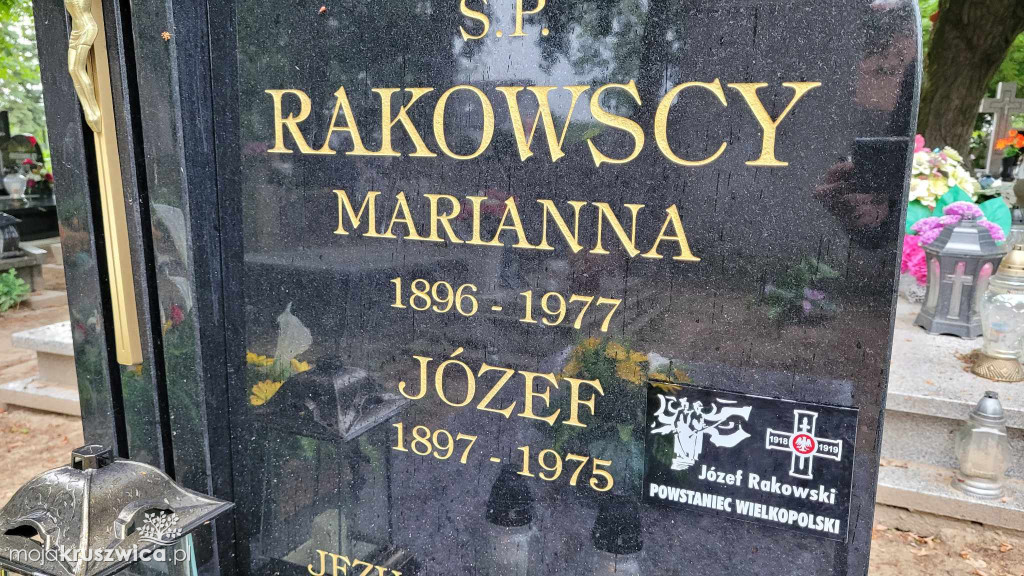 Ś.P.
RAKOWSCY
MARIANNA
1896 - 1977
JÓZEF
1897 - 1975
1918 1919
Józef Rakowski
POWSTANIEC WIELKOPOLSKI
mojakruszwica.pl